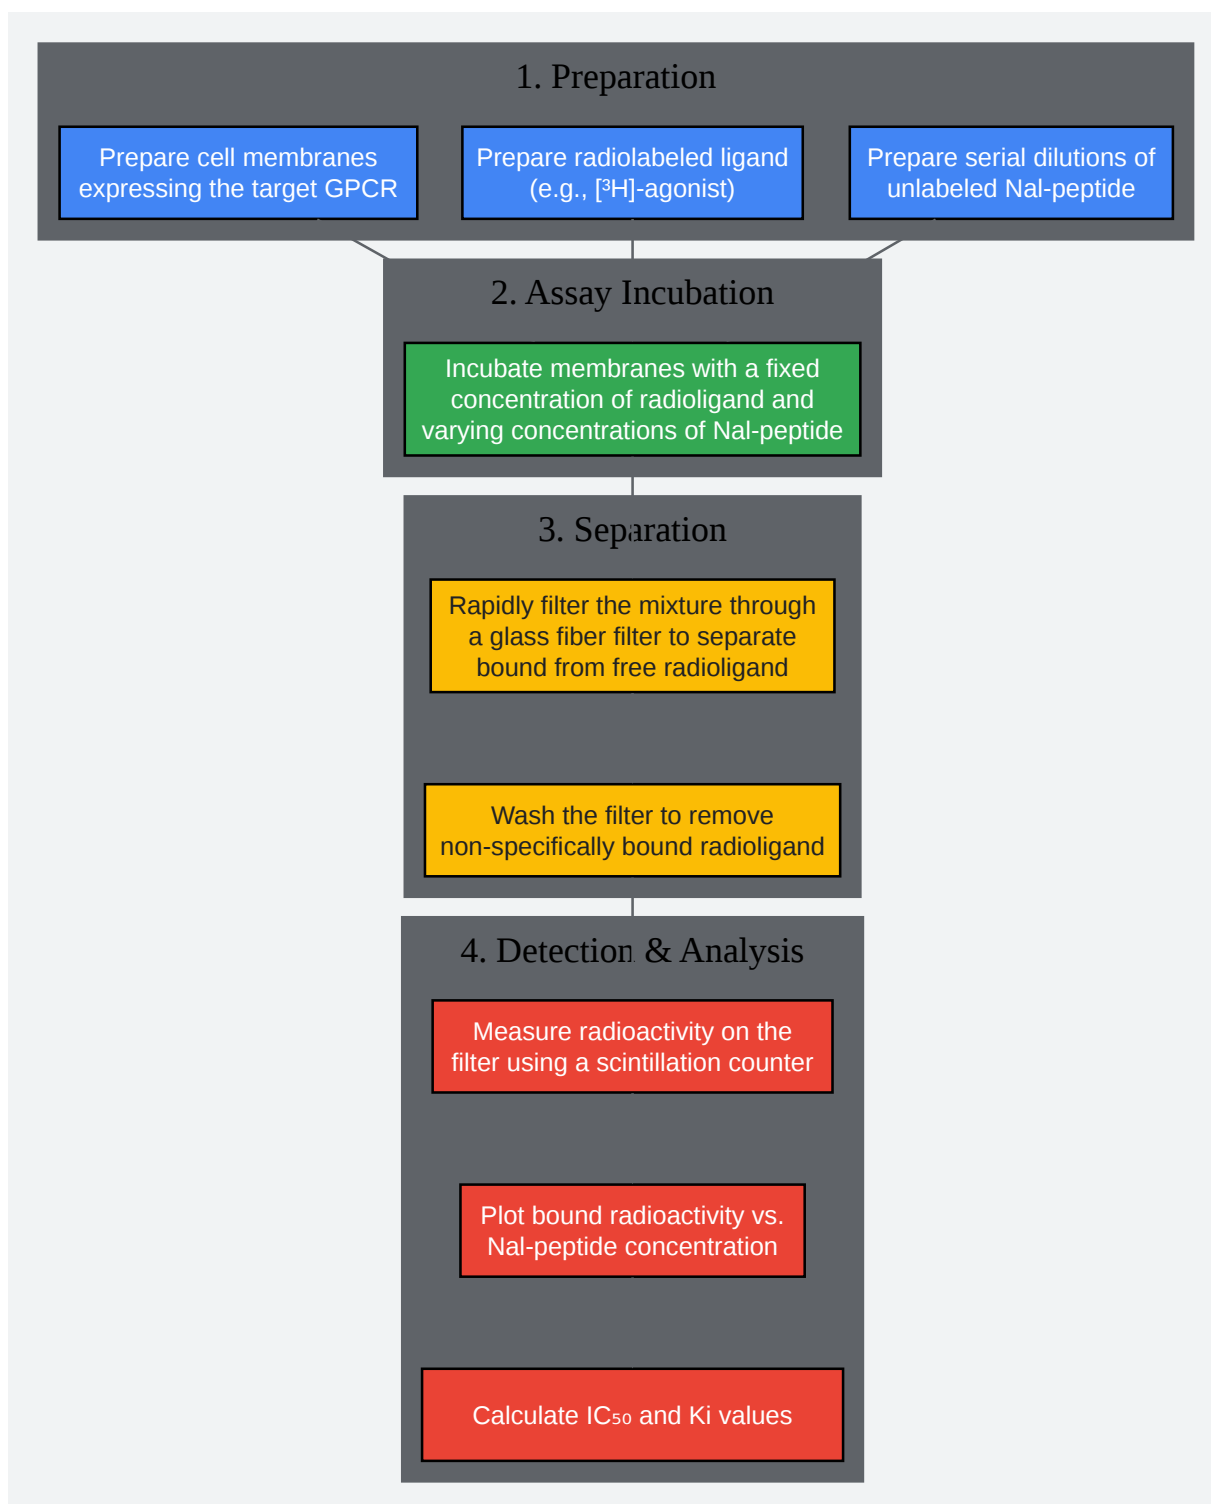 1. Preparation
Prepare cell membranes
expressing the target GPCR
Prepare radiolabeled ligand
(e.g., [³H]-agonist)
Prepare serial dilutions of
unlabeled Nal-peptide
2. Assay Incubation
Incubate membranes with a fixed
concentration of radioligand and
varying concentrations of Nal-peptide
3. Separation
Rapidly filter the mixture through
a glass fiber filter to separate
bound from free radioligand
Wash the filter to remove
non-specifically bound radioligand
4. Detection & Analysis
Measure radioactivity on the
filter using a scintillation counter
Plot bound radioactivity vs.
Nal-peptide concentration
Calculate IC₅₀ and Ki values